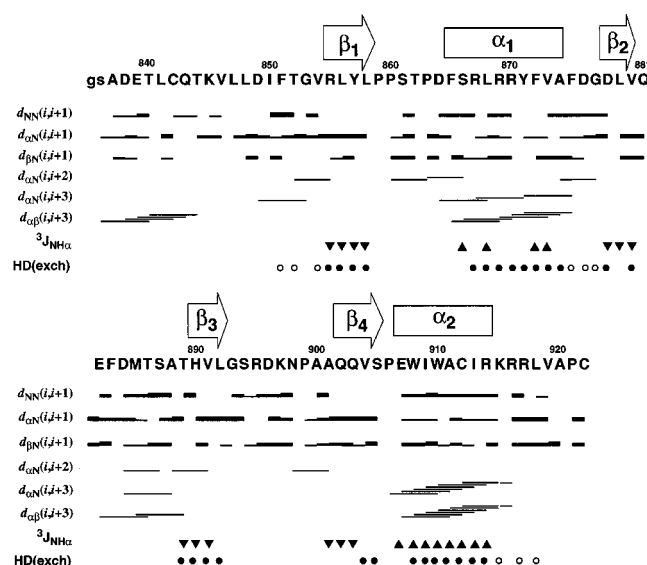 β1 α1 β2
840 850 860 870 880
gsADETLCQTKVLLDIFTGVRLYLPPSTPDFSRLRRYFVAFDGDLVQ
dNN(i,i+1)
dαN(i,i+1)
dβN(i,i+1)
dαN(i,i+2)
dαN(i,i+3)
dαβ(i,i+3)
3JNHα
HD(exch)
β3 β4 α2
890 900 910 920
EFDMTSATHVLGSRDKNPAAQQVSPEWIWACIRKRRLVAPC
dNN(i,i+1)
dαN(i,i+1)
dβN(i,i+1)
dαN(i,i+2)
dαN(i,i+3)
dαβ(i,i+3)
3JNHα
HD(exch)